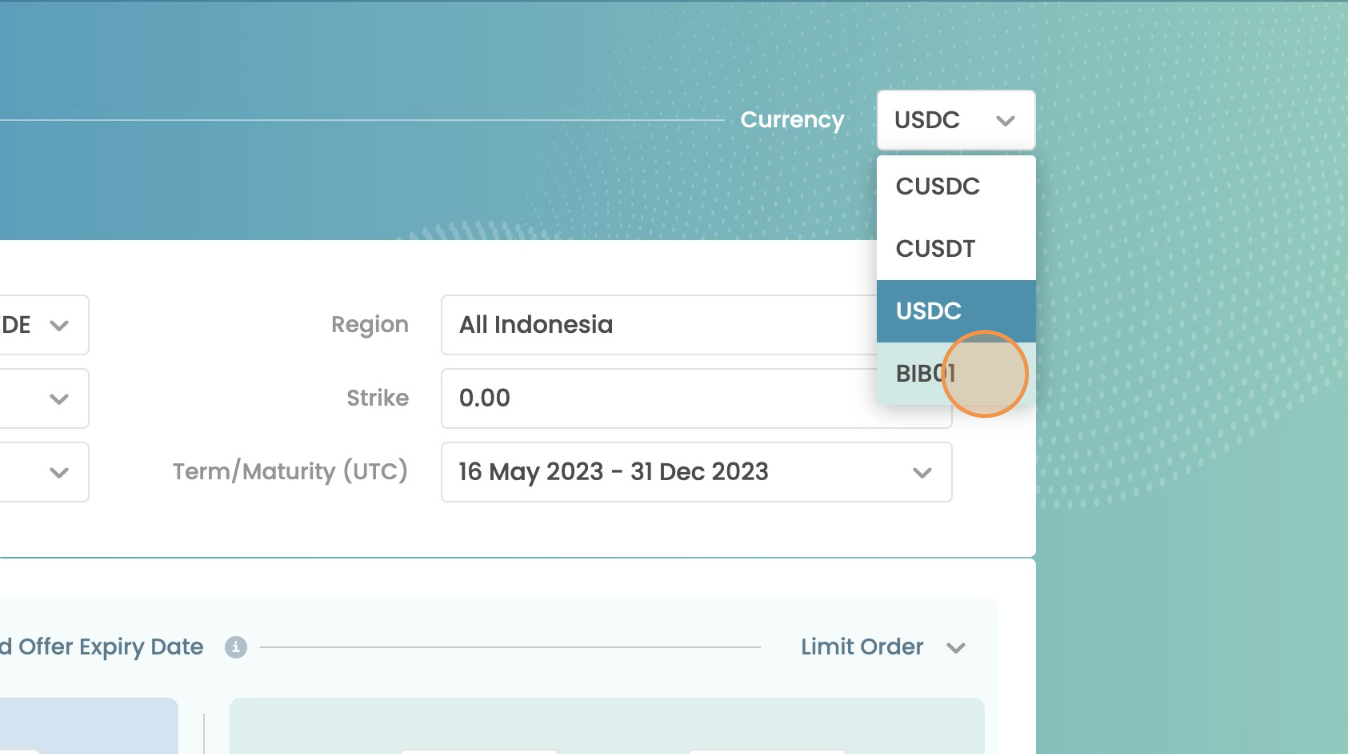 Currency USDC
CUSDC
CUSDT
USDC
BIB01
EDE
Region All Indonesia
Strike 0.00
Term/Maturity (UTC) 16 May 2023 - 31 Dec 2023
d Offer Expiry Date
Limit Order